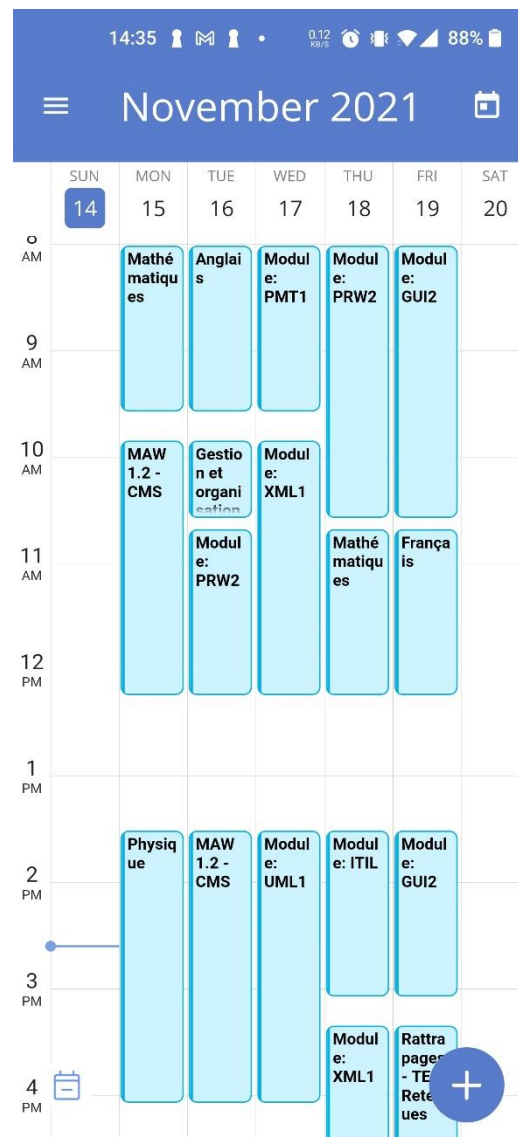 14:35
0.12
KB/S
88%
November 2021
SUN MON TUE WED THU FRI SAT
14 15 16 17 18 19 20
AM
Mathé
matiqu
es
Anglai
s
Modul
e:
PMT1
Modul
e:
PRW2
Modul
e:
GUI2
9
AM
10
AM
MAW
1.2 -
CMS
Gestio
n et
organi
sation
Modul
e:
XML1
11
AM
Modul
e:
PRW2
Mathé
matiqu
es
França
is
12
PM
1
PM
Physiq
ue
MAW
1.2 -
CMS
Modul
e:
UML1
Modul
e: ITIL
Modul
e:
GUI2
2
PM
3
PM
Modul
e:
XML1
Rattra
pages
- TE
Rete
ues
4
PM